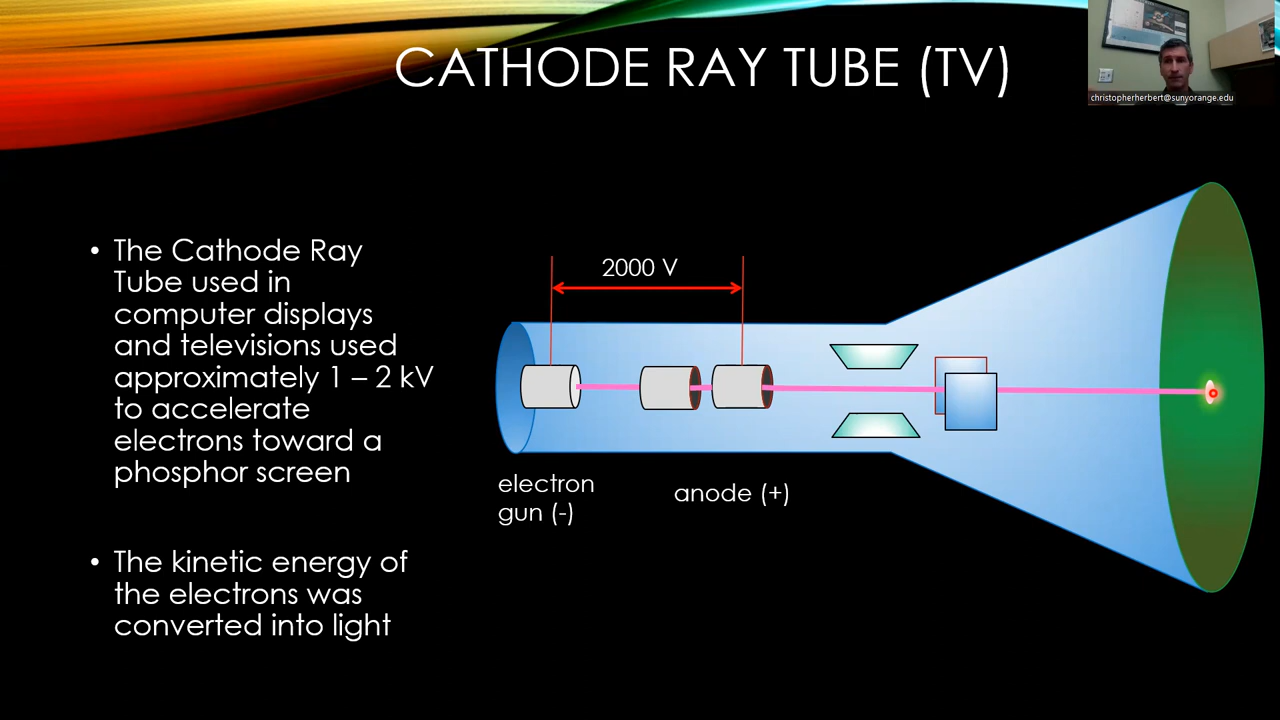 CATHODE RAY TUBE (TV)
christopherherbert@sunyorange.edu
• The Cathode Ray
Tube used in
computer displays
and televisions used
approximately 1 – 2 kV
to accelerate
electrons toward a
phosphor screen
• The kinetic energy of
the electrons was
converted into light
2000 V
electron
gun (-)
anode (+)